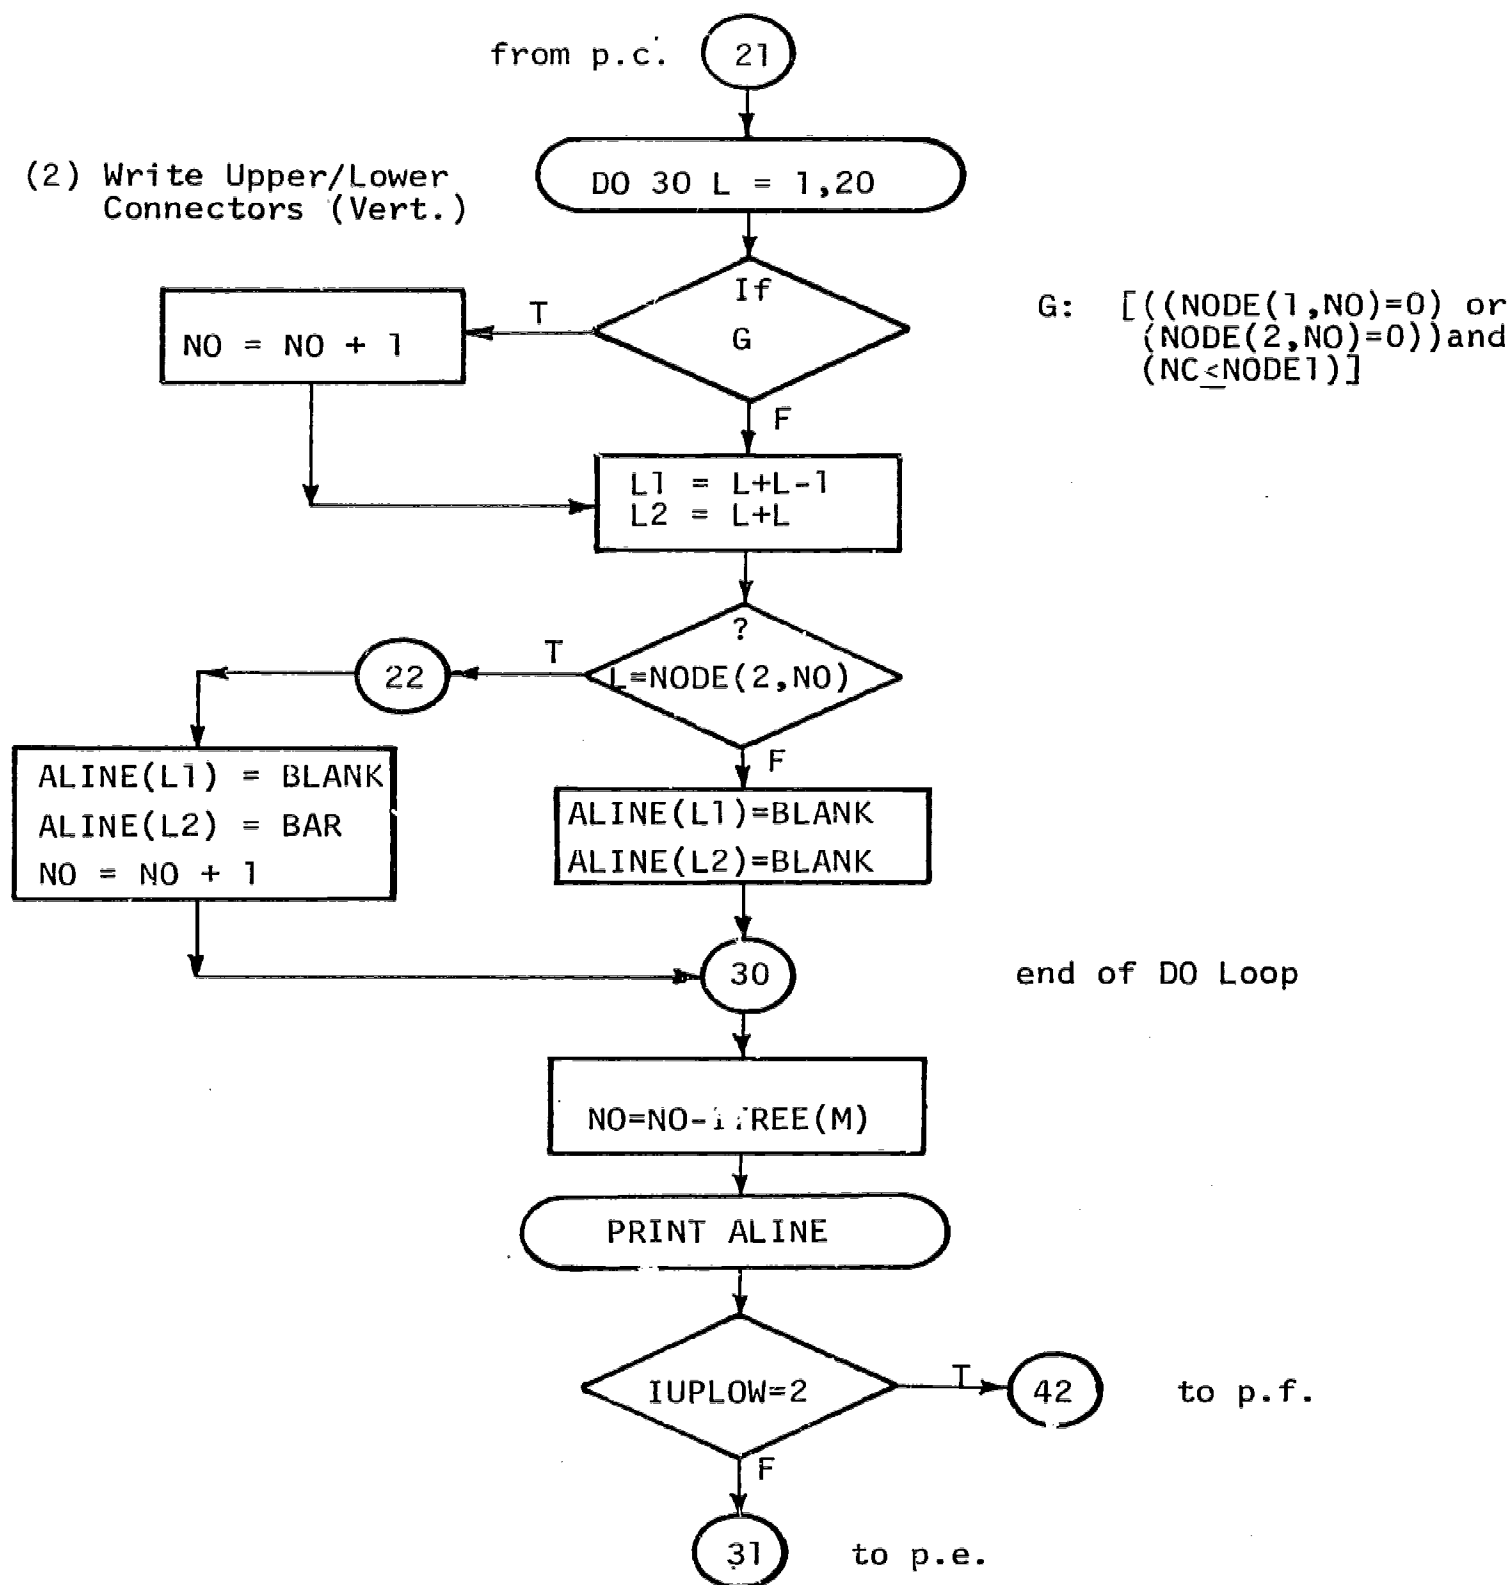 from p.c. 21
(2) Write Upper/Lower
Connectors (Vert.)
DO 30 L = 1,20
If
G
T
NO = NO + 1
G: [((NODE(1,NO)=0) or
(NODE(2,NO)=0))and
(NC≤NODE1)]
F
L1 = L+L-1
L2 = L+L
?
L=NODE(2,NO)
T
22
F
ALINE(L1) = BLANK
ALINE(L2) = BAR
NO = NO + 1
ALINE(L1)=BLANK
ALINE(L2)=BLANK
30
end of DO Loop
PRINT ALINE
IUPLOW=2
T
42 to p.f.
F
31 to p.e.